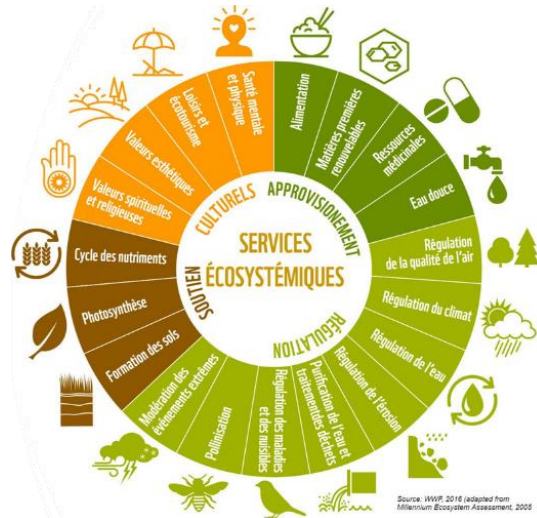 SERVICES
ÉCOSYSTÉMIQUES
APPROVISIONEMENT
Alimentation
Matières premières
renouvelables
Ressources
médicinales
Eau douce
RÉGULATION
Régulation
de la qualité de l'air
Régulation du climat
Régulation de l'eau
Régulation de l'érosion
Purification de l'eau et
traitementdes déchets
Régulation des maladies
et des nuisibles
Pollinisation
Modération des
évènements extrêmes
SOUTIEN
Formation des sols
Photosynthèse
Cycle des nutriments
CULTURELS
Valeurs spirituelles
et religieuses
Valeurs esthétiques
Loisirs et
écotourisme
Santé mentale
et physique
Source: WWF, 2016 (adapted from
Millennium Ecosystem Assessment, 2005